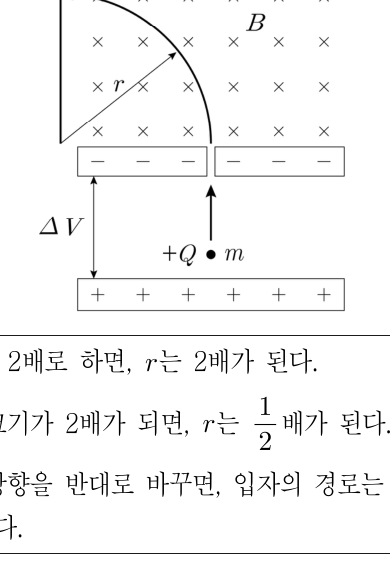 B
× × × × × ×
× r × × × × ×
× × × × × ×
− − − − − −
ΔV
+Q m
+ + + + + +
2배로 하면, r는 2배가 된다.
크기가 2배가 되면, r는 1/2 배가 된다.
방향을 반대로 바꾸면, 입자의 경로는
다.